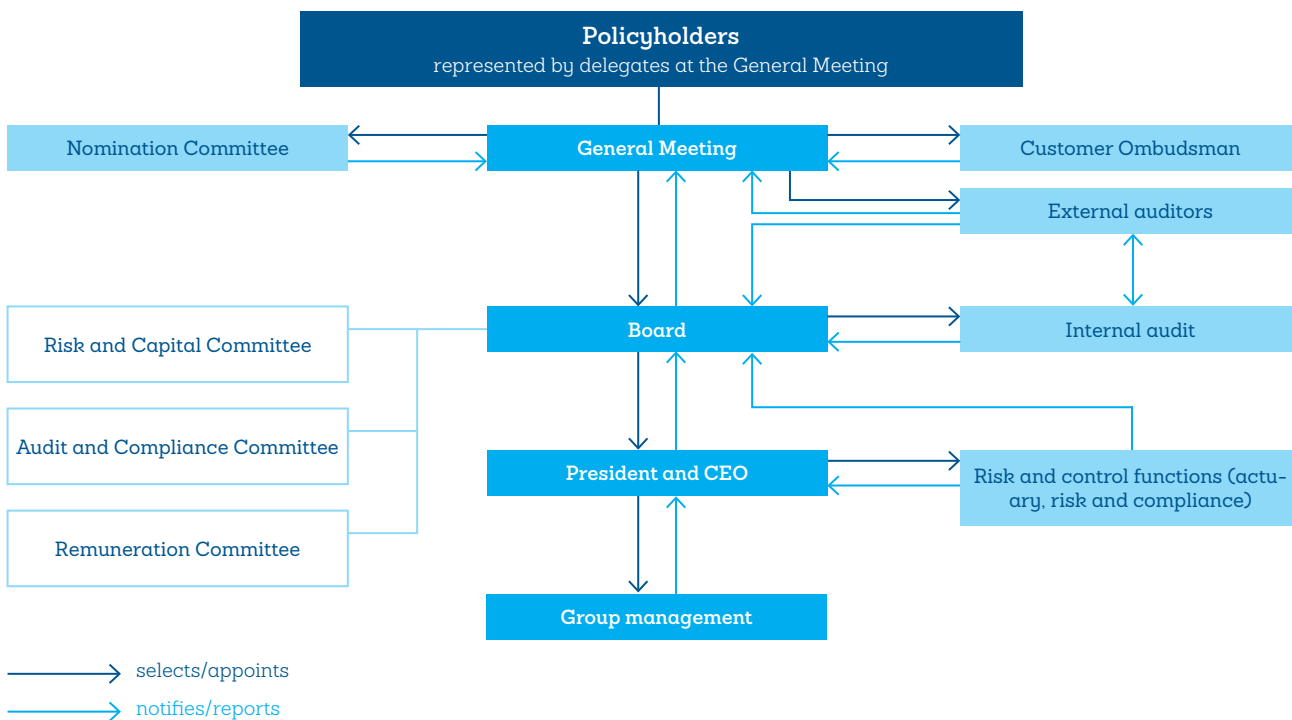 Policyholders
represented by delegates at the General Meeting
Nomination Committee
General Meeting
Customer Ombudsman
External auditors
Risk and Capital Committee
Board
Internal audit
Audit and Compliance Committee
President and CEO
Risk and control functions (actu-
ary, risk and compliance)
Remuneration Committee
Group management
selects/appoints
notifies/reports